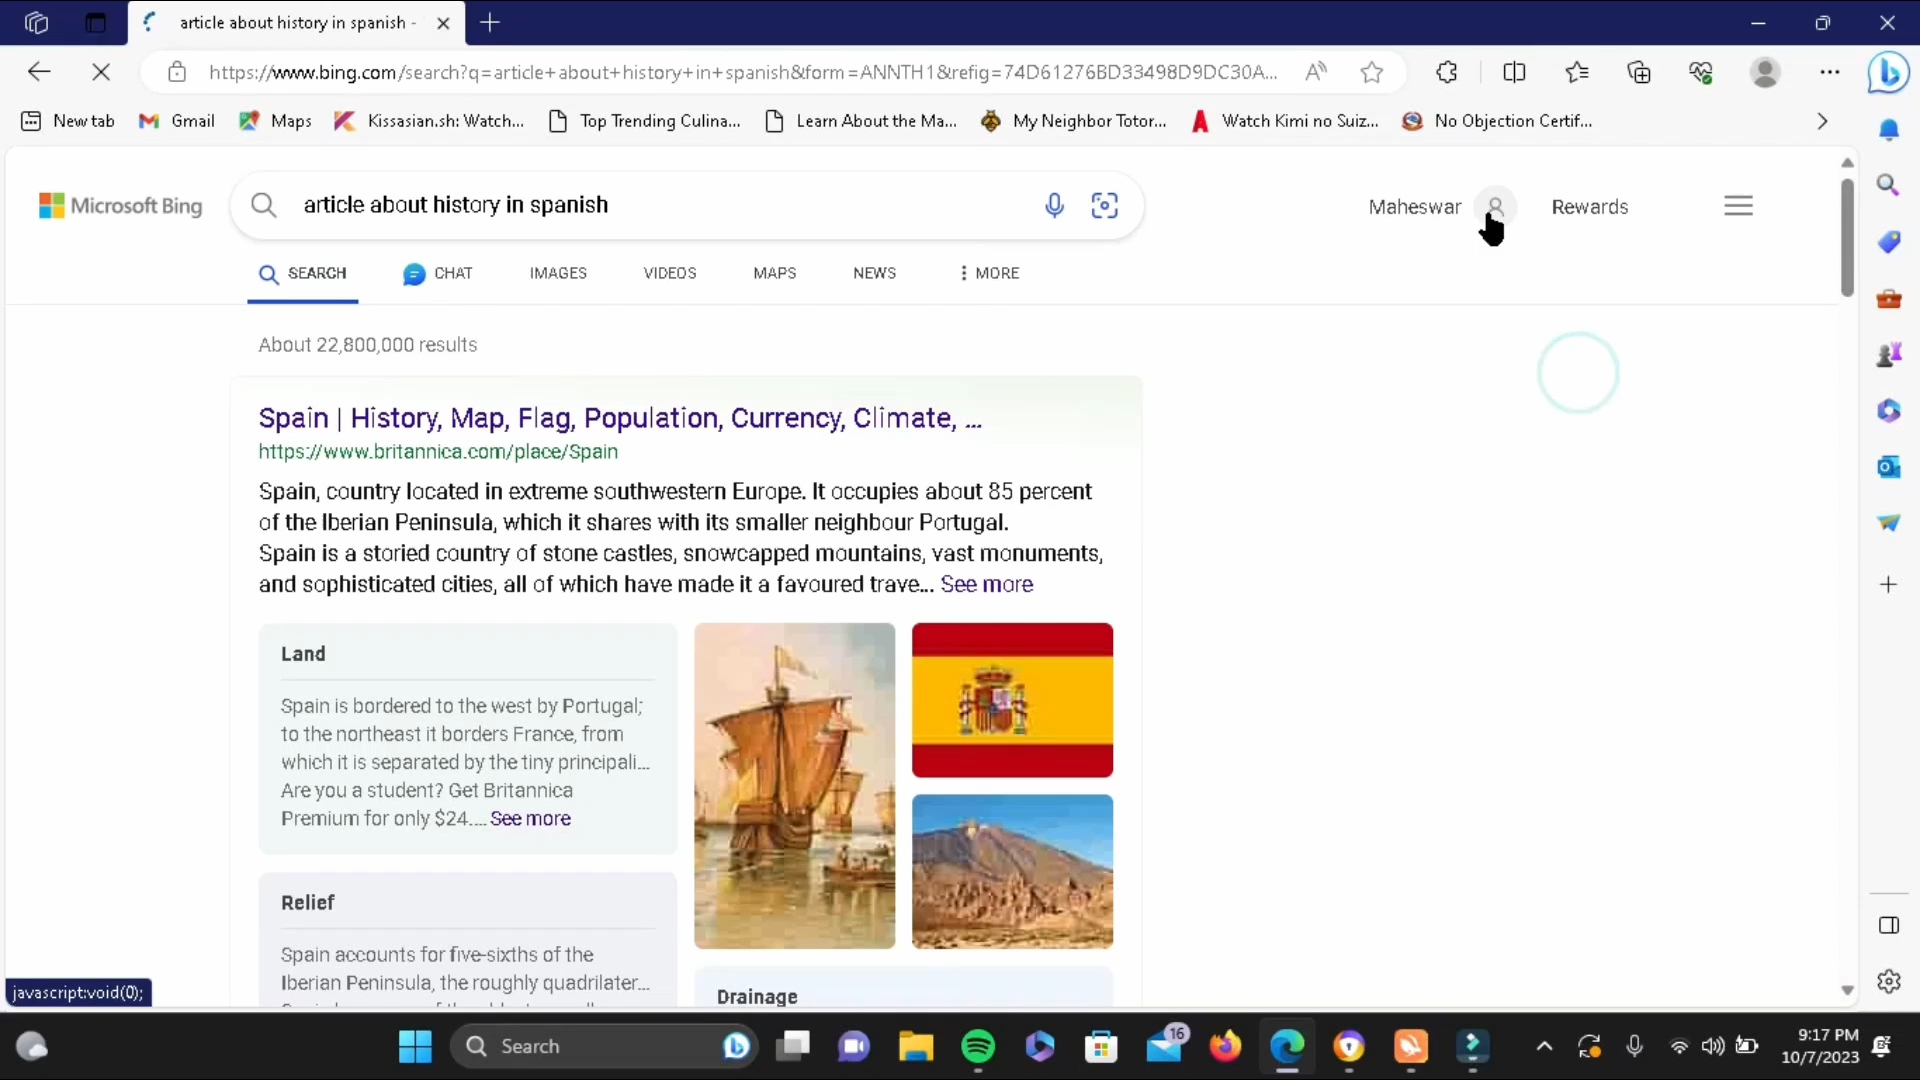 article about history in spanish -
https://www.bing.com/search?q=article+about+history+in+spanish&form=ANNTH1&refig=74D61276BD33498D9DC30A...
New tab
Gmail
Maps
Kissasian.sh: Watch...
Top Trending Culina...
Learn About the Ma...
My Neighbor Totor...
Watch Kimi no Suiz...
No Objection Certif...
Microsoft Bing
article about history in spanish
Maheswar
Rewards
SEARCH
CHAT
IMAGES
VIDEOS
MAPS
NEWS
MORE
About 22,800,000 results
Spain | History, Map, Flag, Population, Currency, Climate, ...
https://www.britannica.com/place/Spain
Spain, country located in extreme southwestern Europe. It occupies about 85 percent
of the Iberian Peninsula, which it shares with its smaller neighbour Portugal.
Spain is a storied country of stone castles, snowcapped mountains, vast monuments,
and sophisticated cities, all of which have made it a favoured trave... See more
Land
Spain is bordered to the west by Portugal;
to the northeast it borders France, from
which it is separated by the tiny principali...
Are you a student? Get Britannica
Premium for only $24.... See more
Relief
Spain accounts for five-sixths of the
Iberian Peninsula, the roughly quadrilater...
Drainage
javascript:void(0);
Search
16
9:17 PM
10/7/2023